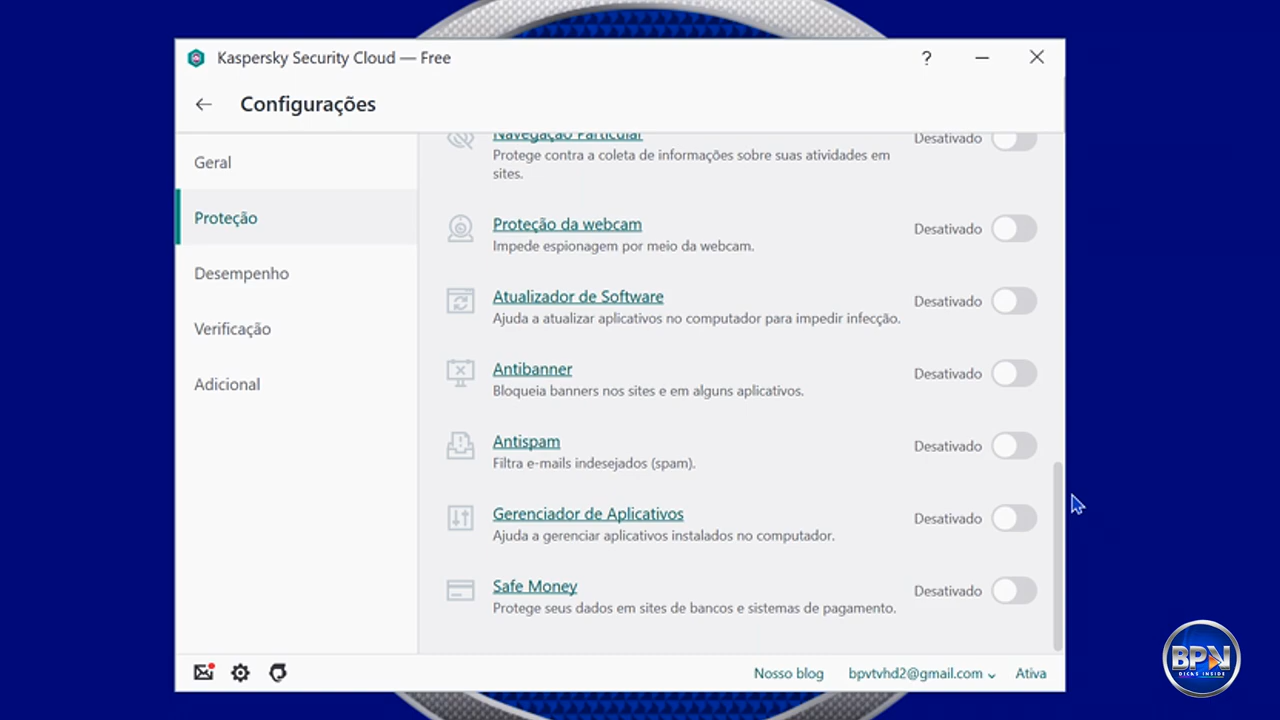 Kaspersky Security Cloud — Free
?
Configurações
Geral
Proteção
Desempenho
Verificação
Adicional
Navegação Particular
Desativado
Protege contra a coleta de informações sobre suas atividades em
sites.
Proteção da webcam
Desativado
Impede espionagem por meio da webcam.
Atualizador de Software
Desativado
Ajuda a atualizar aplicativos no computador para impedir infecção.
Antibanner
Desativado
Bloqueia banners nos sites e em alguns aplicativos.
Antispam
Desativado
Filtra e-mails indesejados (spam).
Gerenciador de Aplicativos
Desativado
Ajuda a gerenciar aplicativos instalados no computador.
Safe Money
Desativado
Protege seus dados em sites de bancos e sistemas de pagamento.
Nosso blog
bpvtvhd2@gmail.com
Ativa
BPN
DICAS INSIDE